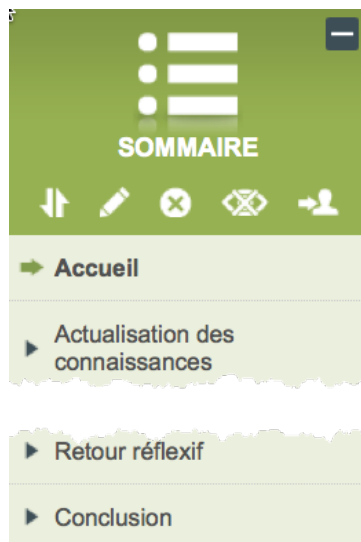 SOMMAIRE
Accueil
Actualisation des
connaissances
Retour réflexif
Conclusion